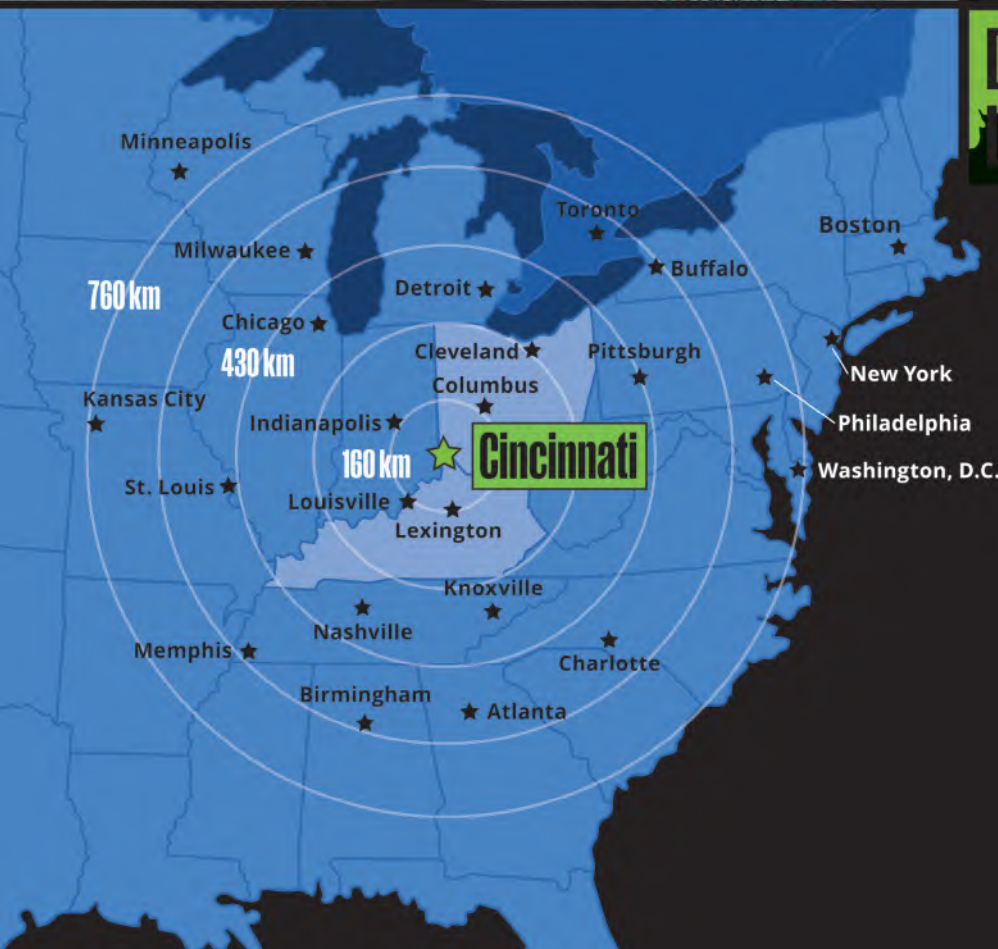 Minneapolis
Toronto
Boston
Milwaukee
Buffalo
Detroit
760 km
Chicago
Cleveland
Pittsburgh
430 km
New York
Columbus
Kansas City
Indianapolis
Philadelphia
160 km
Cincinnati
Washington, D.C.
St. Louis
Louisville
Lexington
Knoxville
Nashville
Memphis
Charlotte
Birmingham
Atlanta